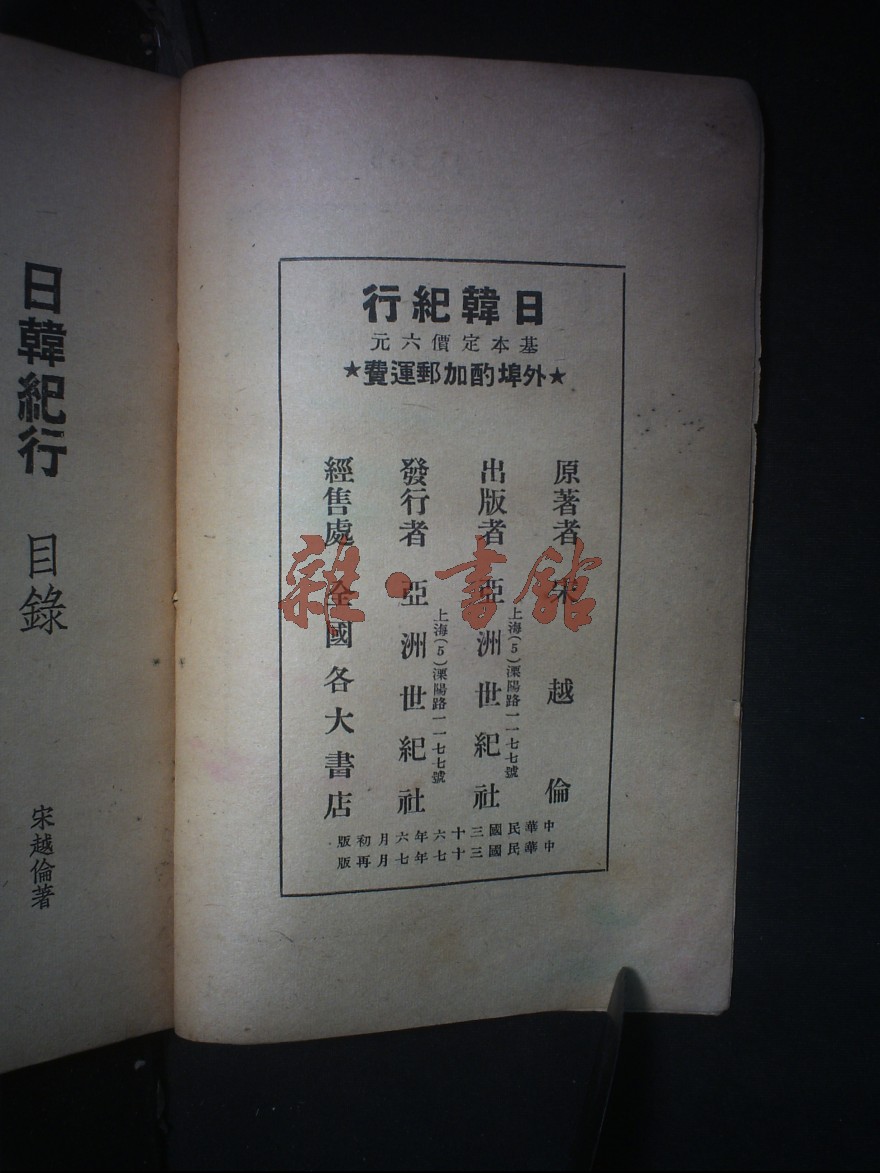 日韓紀行
基本定價六元
★外埠酌加郵運費★
原著者 宋越倫
出版者 亞洲世紀社
上海(5)溧陽路一一七七號
發行者 亞洲世紀社
上海(5)溧陽路一一七七號
經售處 全國各大書店
中華民國三十六年六月初版
中華民國三十七年七月再版
日韓紀行 目錄
宋越倫著
雜·書館